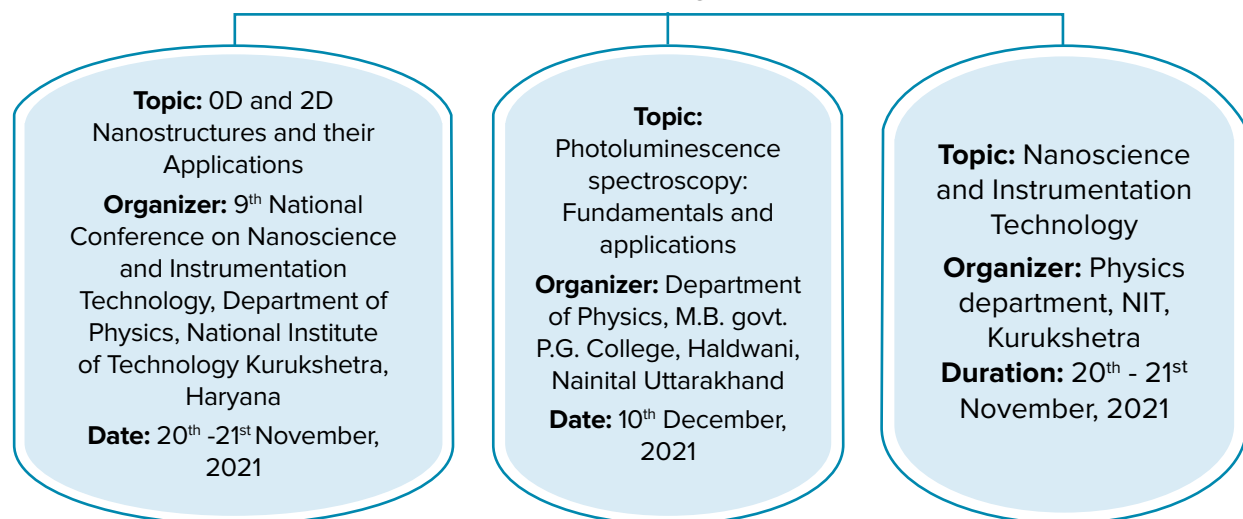 Topic: 0D and 2D
Nanostructures and their
Applications
Organizer: 9th National
Conference on Nanoscience
and Instrumentation
Technology, Department of
Physics, National Institute
of Technology Kurukshetra,
Haryana
Date: 20th -21st November,
2021
Topic:
Photoluminescence
spectroscopy:
Fundamentals and
applications
Organizer: Department
of Physics, M.B. govt.
P.G. College, Haldwani,
Nainital Uttarakhand
Date: 10th December,
2021
Topic: Nanoscience
and Instrumentation
Technology
Organizer: Physics
department, NIT,
Kurukshetra
Duration: 20th - 21st
November, 2021